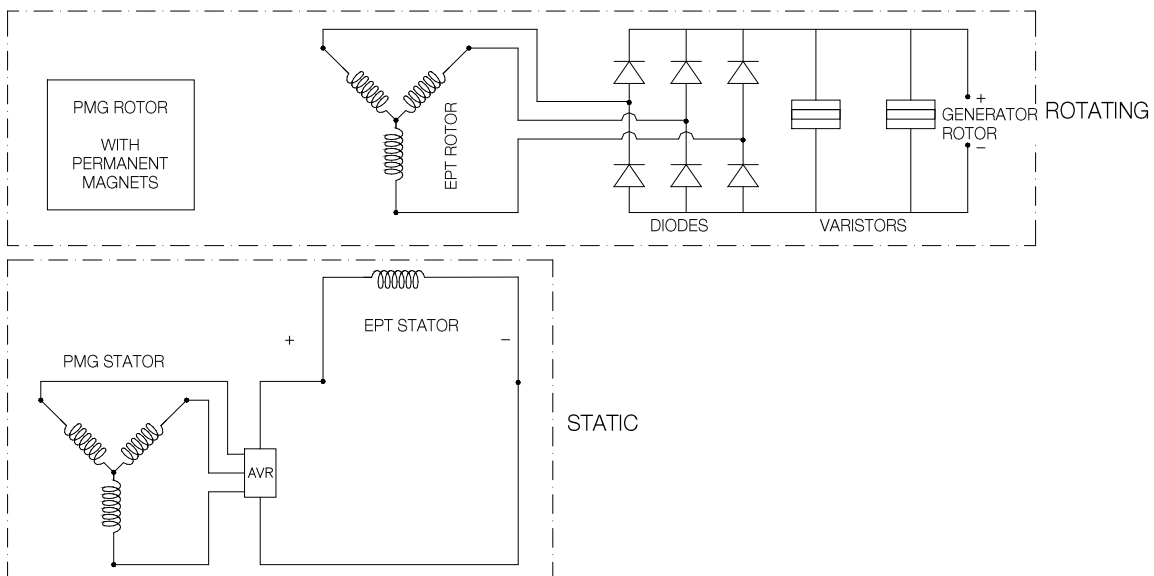 PMG ROTOR
WITH
PERMANENT
MAGNETS
EPT ROTOR
DIODES
VARISTORS
+
GENERATOR
ROTOR
−
ROTATING
EPT STATOR
+
−
PMG STATOR
AVR
STATIC